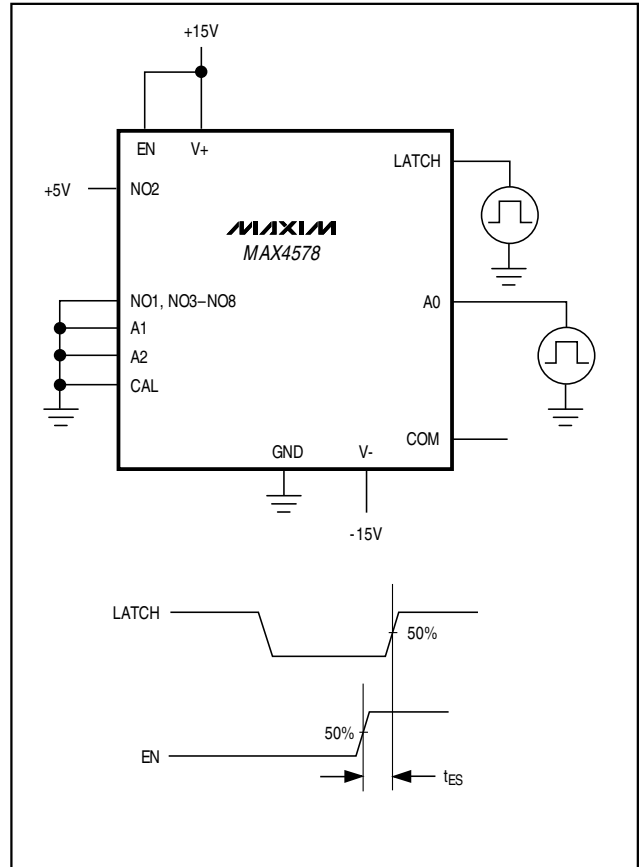 +15V
EN V+
LATCH
+5V NO2
MAXIM
MAX4578
NO1, NO3–NO8
A0
A1
A2
CAL
COM
GND V-
-15V
LATCH
50%
50%
EN
tES